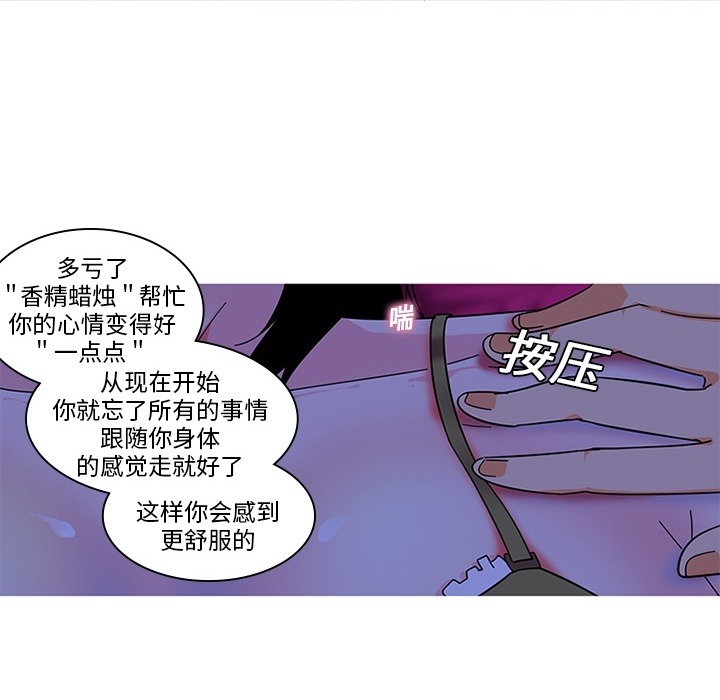 多亏了
＂香精蜡烛＂帮忙
你的心情变得好
＂一点点＂
从现在开始
你就忘了所有的事情
跟随你身体
的感觉走就好了
这样你会感到
更舒服的
喘
按压